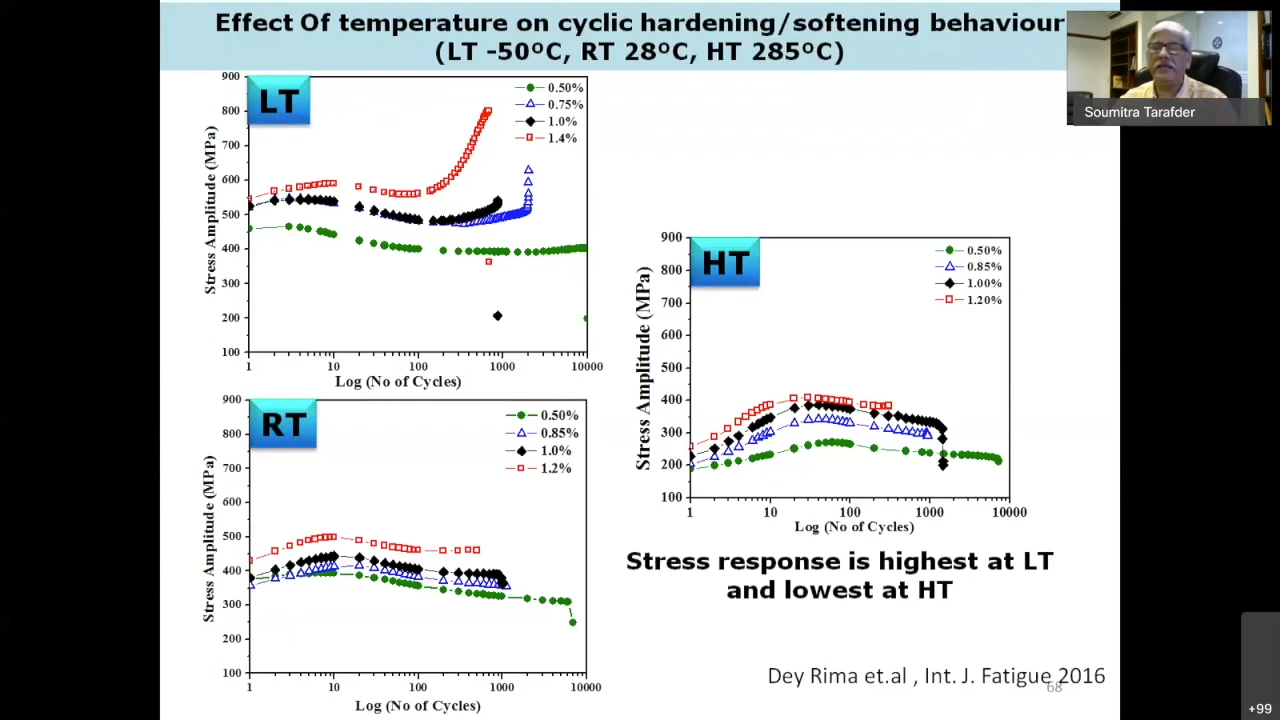 Effect Of temperature on cyclic hardening/softening behaviour
(LT -50ºC, RT 28ºC, HT 285ºC)
Soumitra Tarafder
LT
0.50%
0.75%
1.0%
1.4%
Stress Amplitude (MPa)
900
800
700
600
500
400
300
200
100
1 10 100 1000 10000
Log (No of Cycles)
RT
0.50%
0.85%
1.0%
1.2%
Stress Amplitude (MPa)
900
800
700
600
500
400
300
200
100
1 10 100 1000 10000
Log (No of Cycles)
HT
0.50%
0.85%
1.00%
1.20%
Stress Amplitude (MPa)
900
800
700
600
500
400
300
200
100
1 10 100 1000 10000
Log (No of Cycles)
Stress response is highest at LT
and lowest at HT
Dey Rima et.al , Int. J. Fatigue 2016
68
+99